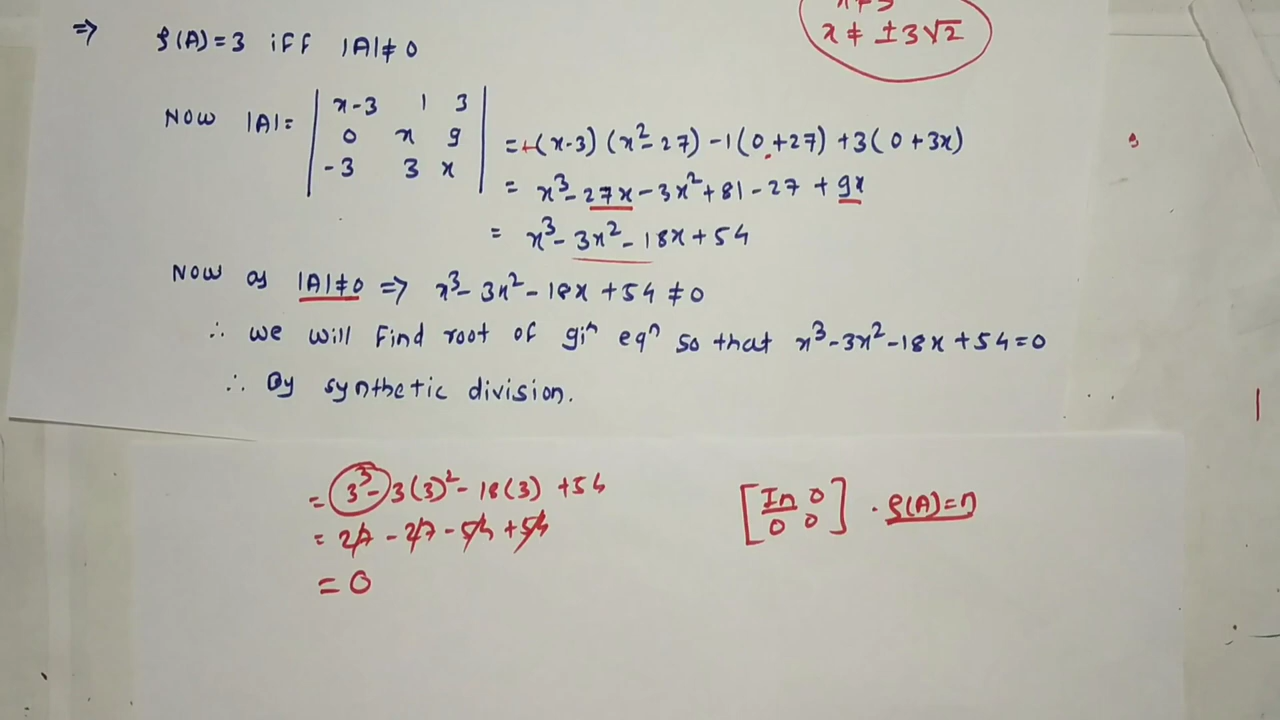 x ≠ ±3√2
⇒ ρ(A)=3 iff |A|≠0
Now |A|= | x-3 1 3 |
| 0 x 9 |
| -3 3 x |
= +(x-3)(x²-27) -1(0+27) +3(0+3x)
= x³-27x-3x²+81-27+9x
= x³-3x²-18x+54
Now as |A|≠0 ⇒ x³-3x²-18x+54≠0
∴ We will find root of giⁿ eqⁿ so that x³-3x²-18x+54=0
∴ By synthetic division.
= 3³-3(3)²-18(3)+54
= 27-27-54+54
= 0
[ In 0 ] . ρ(A)=n
[ 0 0 ]